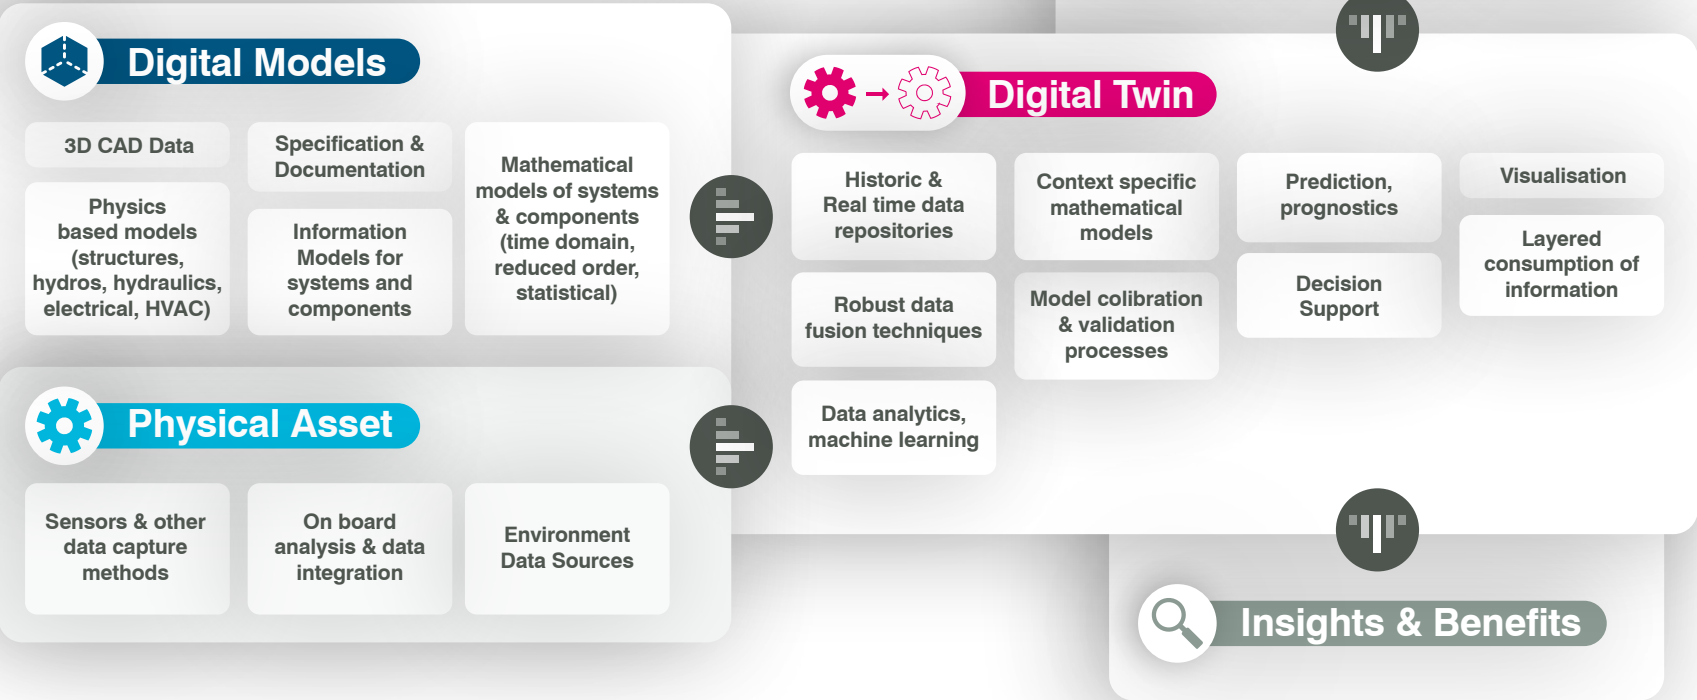 Digital Models
3D CAD Data
Physics
based models
(structures,
hydros, hydraulics,
electrical, HVAC)
Specification &
Documentation
Information
Models for
systems and
components
Mathematical
models of systems
& components
(time domain,
reduced order,
statistical)
Physical Asset
Sensors & other
data capture
methods
On board
analysis & data
integration
Environment
Data Sources
Digital Twin
Historic &
Real time data
repositories
Robust data
fusion techniques
Data analytics,
machine learning
Context specific
mathematical
models
Model colibration
& validation
processes
Prediction,
prognostics
Decision
Support
Visualisation
Layered
consumption of
information
Insights & Benefits